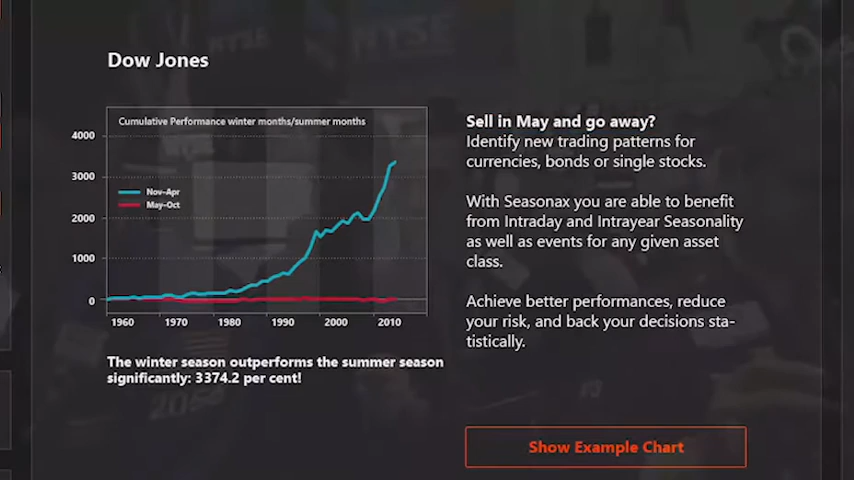 NYSE
NYSE
Dow Jones
Cumulative Performance winter months/summer months
4000
3000
2000
1000
0
Nov-Apr
May-Oct
1960 1970 1980 1990 2000 2010
The winter season outperforms the summer season
significantly: 3374.2 per cent!
Sell in May and go away?
Identify new trading patterns for
currencies, bonds or single stocks.
With Seasonax you are able to benefit
from Intraday and Intrayear Seasonality
as well as events for any given asset
class.
Achieve better performances, reduce
your risk, and back your decisions sta-
tistically.
Show Example Chart